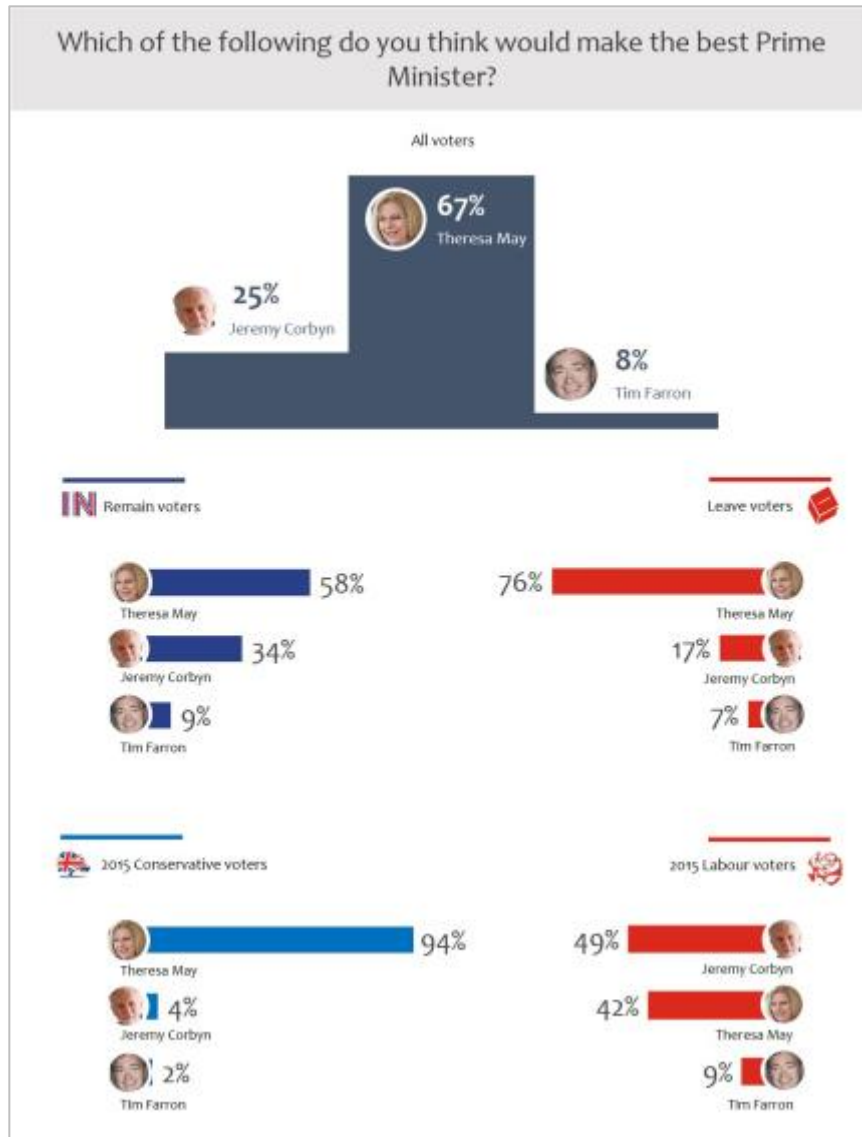 Which of the following do you think would make the best Prime
Minister?
All voters
67%
Theresa May
25%
Jeremy Corbyn
8%
Tim Farron
IN Remain voters
58%
Theresa May
34%
Jeremy Corbyn
9%
Tim Farron
Leave voters
76%
Theresa May
17%
Jeremy Corbyn
7%
Tim Farron
2015 Conservative voters
94%
Theresa May
4%
Jeremy Corbyn
2%
Tim Farron
2015 Labour voters
49%
Jeremy Corbyn
42%
Theresa May
9%
Tim Farron